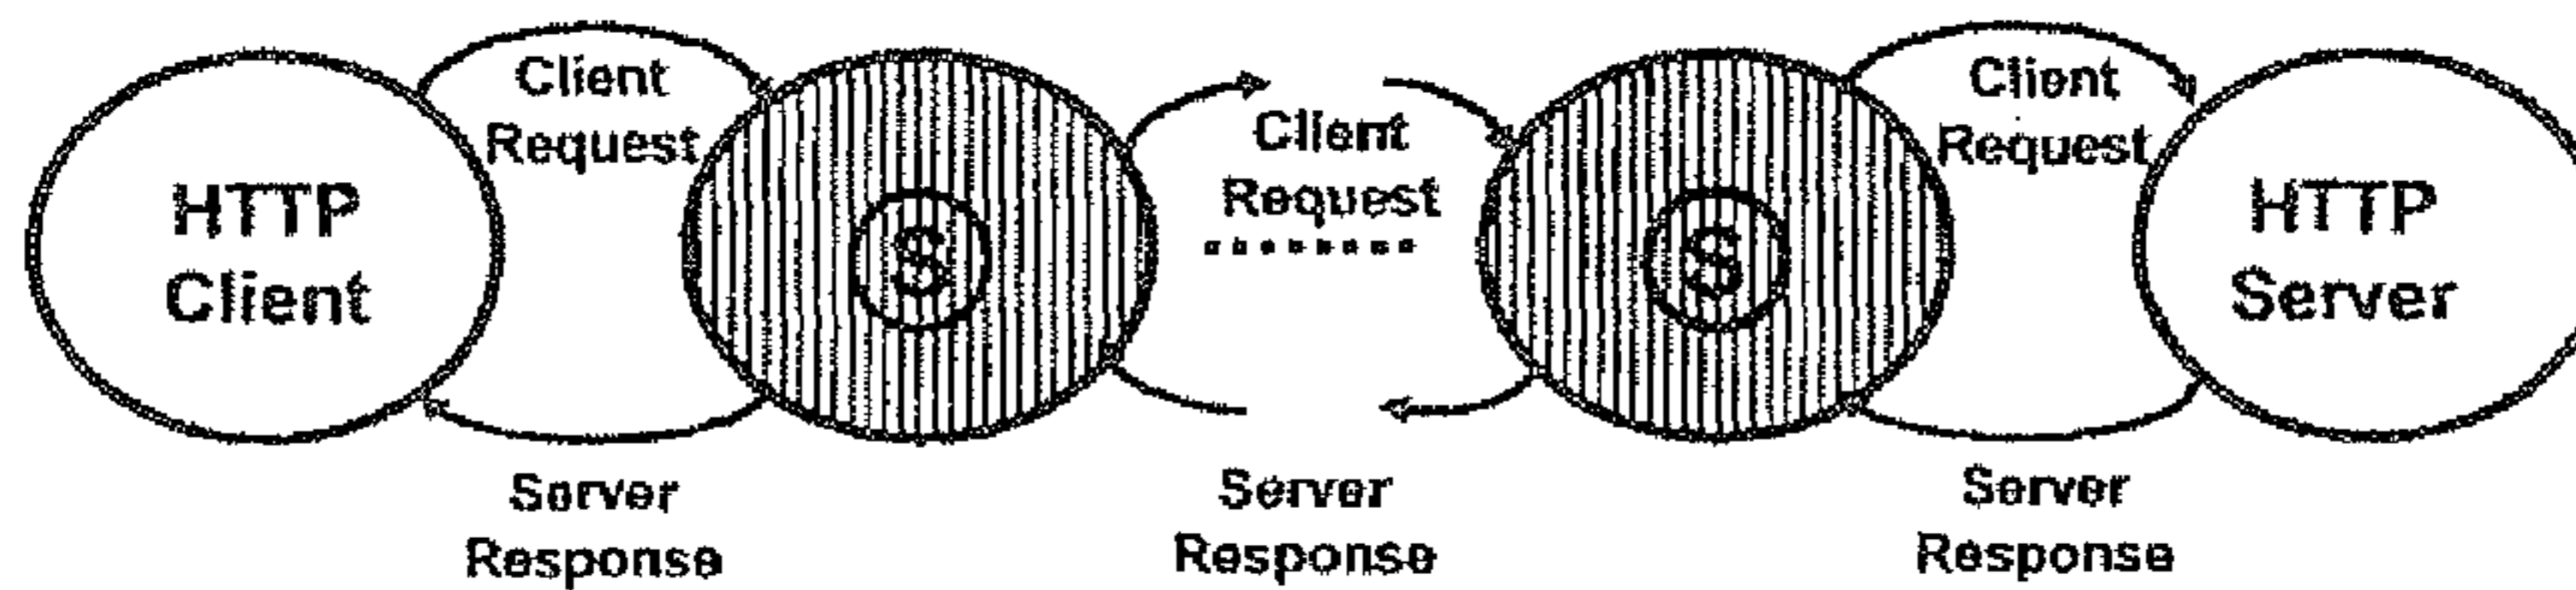 Client
Request
Client
Request
Client
Request
HTTP
Client
S
S
HTTP
Server
Server
Response
Server
Response
Server
Response